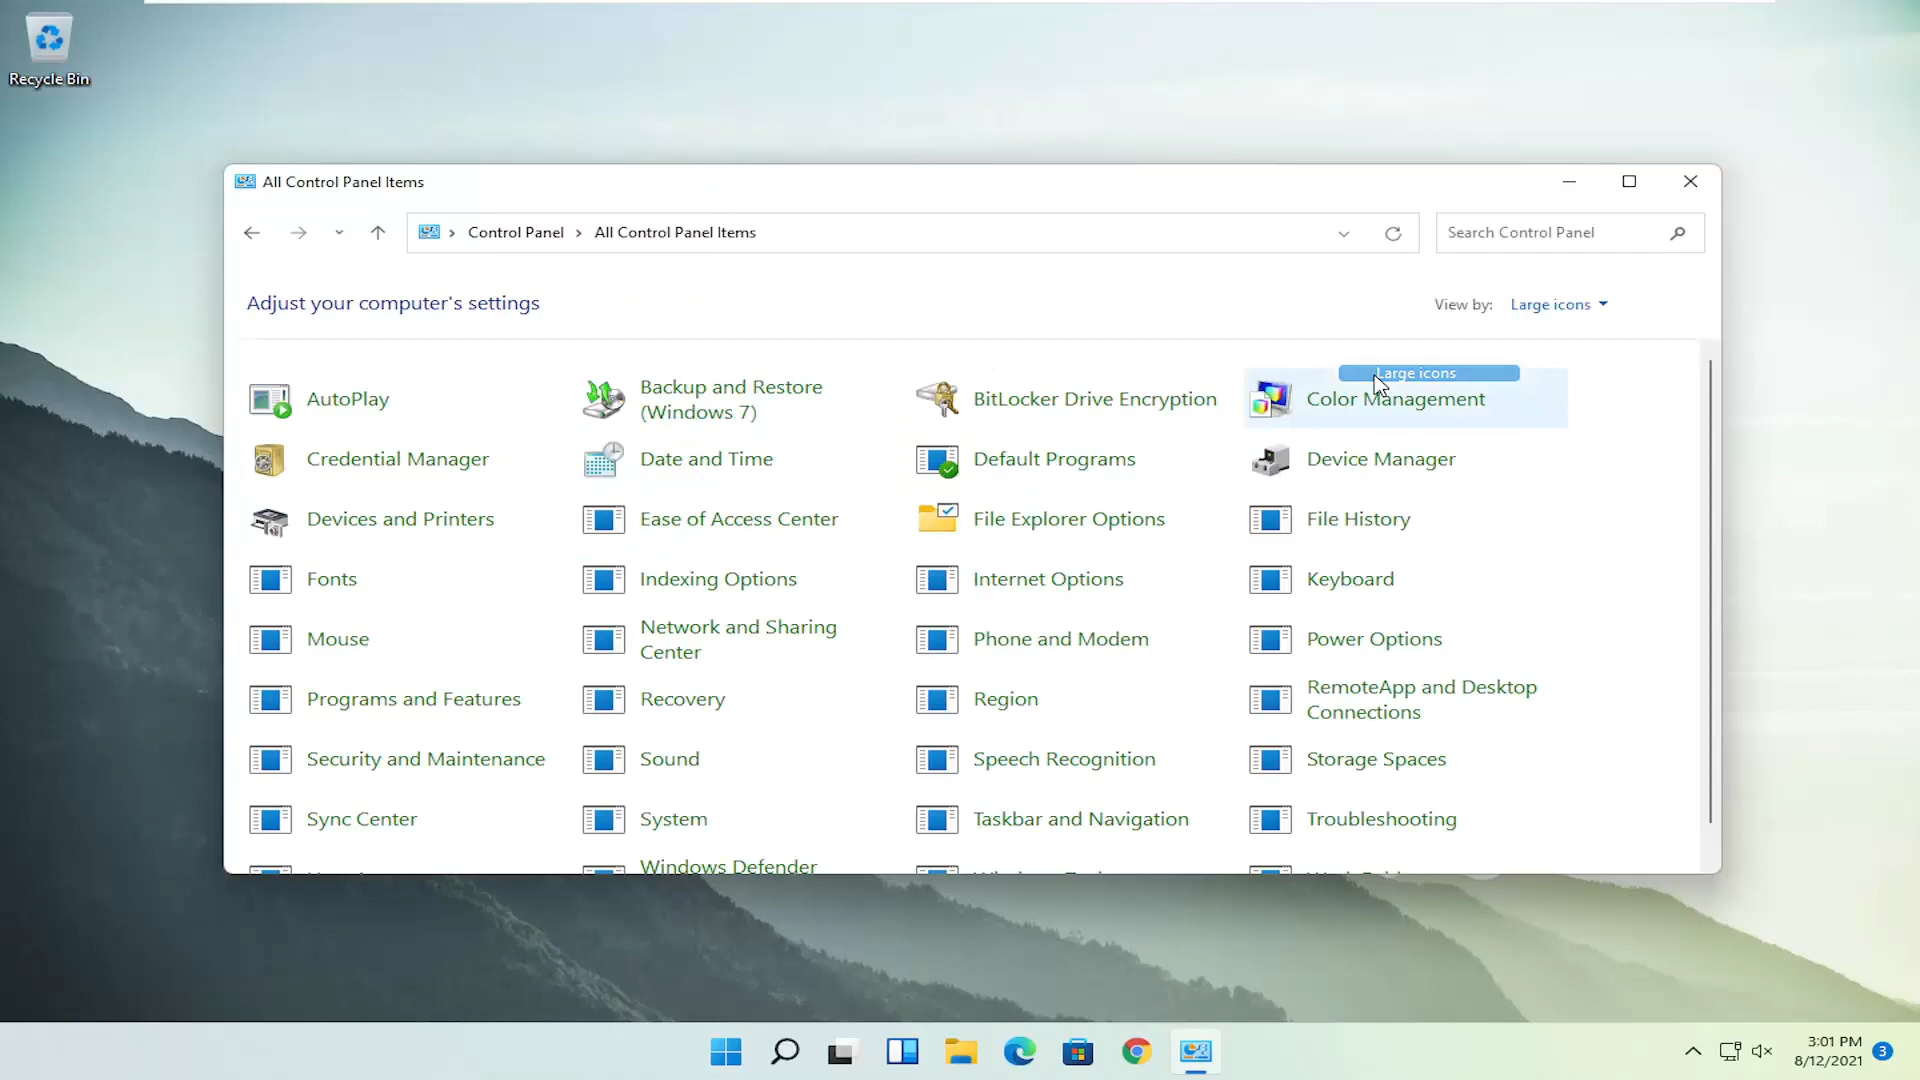 Recycle Bin
All Control Panel Items
Control Panel
All Control Panel Items
Search Control Panel
Adjust your computer's settings
View by: Large icons
Large icons
AutoPlay
Backup and Restore
(Windows 7)
BitLocker Drive Encryption
Color Management
Credential Manager
Date and Time
Default Programs
Device Manager
Devices and Printers
Ease of Access Center
File Explorer Options
File History
Fonts
Indexing Options
Internet Options
Keyboard
Mouse
Network and Sharing
Center
Phone and Modem
Power Options
Programs and Features
Recovery
Region
RemoteApp and Desktop
Connections
Security and Maintenance
Sound
Speech Recognition
Storage Spaces
Sync Center
System
Taskbar and Navigation
Troubleshooting
Windows Defender
3:01 PM
8/12/2021
3